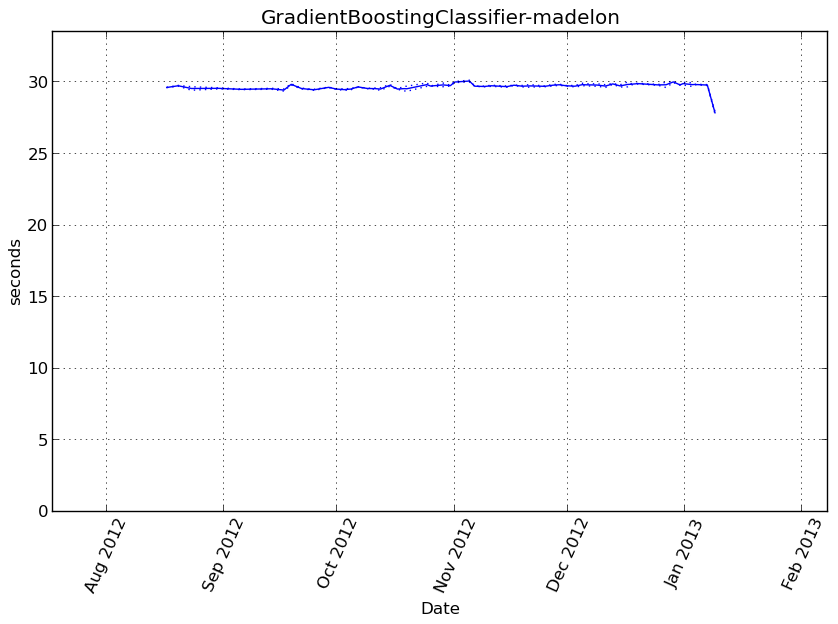 GradientBoostingClassifier-madelon
seconds
30
25
20
15
10
5
0
Aug 2012
Sep 2012
Oct 2012
Nov 2012
Dec 2012
Jan 2013
Feb 2013
Date